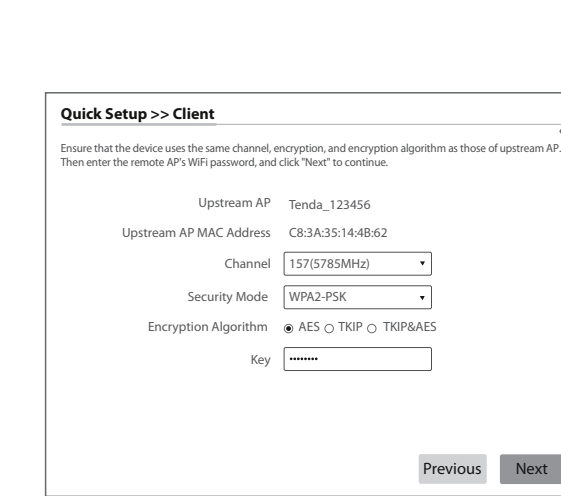 Quick Setup >> Client
Ensure that the device uses the same channel, encryption, and encryption algorithm as those of upstream AP.
Then enter the remote AP's WiFi password, and click "Next" to continue.
Upstream AP Tenda_123456
Upstream AP MAC Address C8:3A:35:14:4B:62
Channel 157(5785MHz)
Security Mode WPA2-PSK
Encryption Algorithm AES TKIP TKIP&AES
Key ••••••••
Previous Next